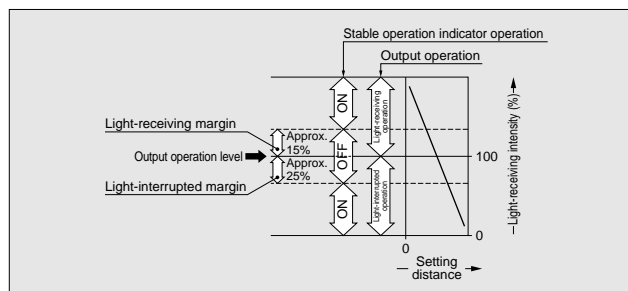 Stable operation indicator operation
Output operation
Light-receiving margin
Output operation level
Light-interrupted margin
Approx.
15%
Approx.
25%
ON
OFF
ON
Light-receiving
operation
Light-interrupted
operation
100
0
0
Setting
distance
Light-receiving intensity (%)